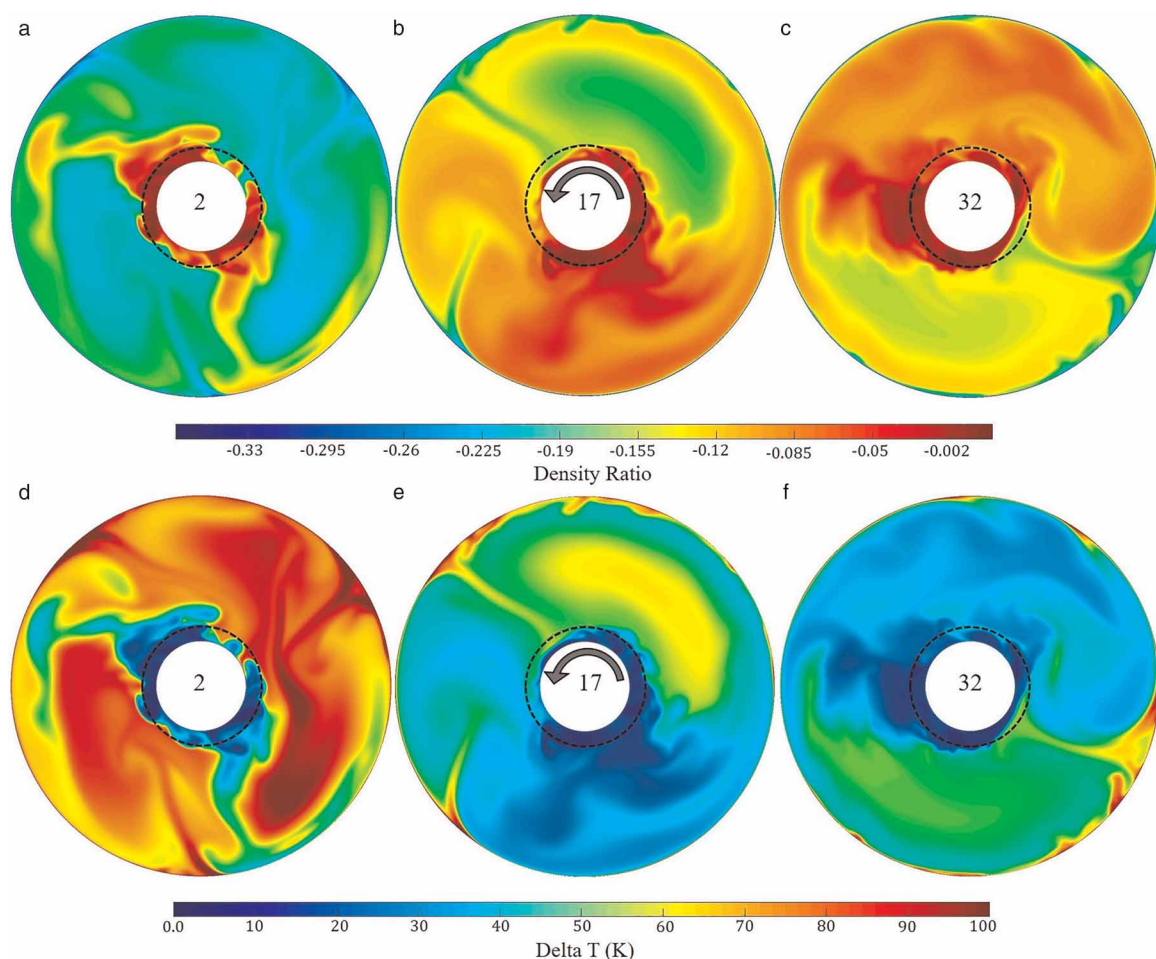 a b c
2 17 32
-0.33 -0.295 -0.26 -0.225 -0.19 -0.155 -0.12 -0.085 -0.05 -0.002
Density Ratio
d e f
2 17 32
0.0 10 20 30 40 50 60 70 80 90 100
Delta T (K)